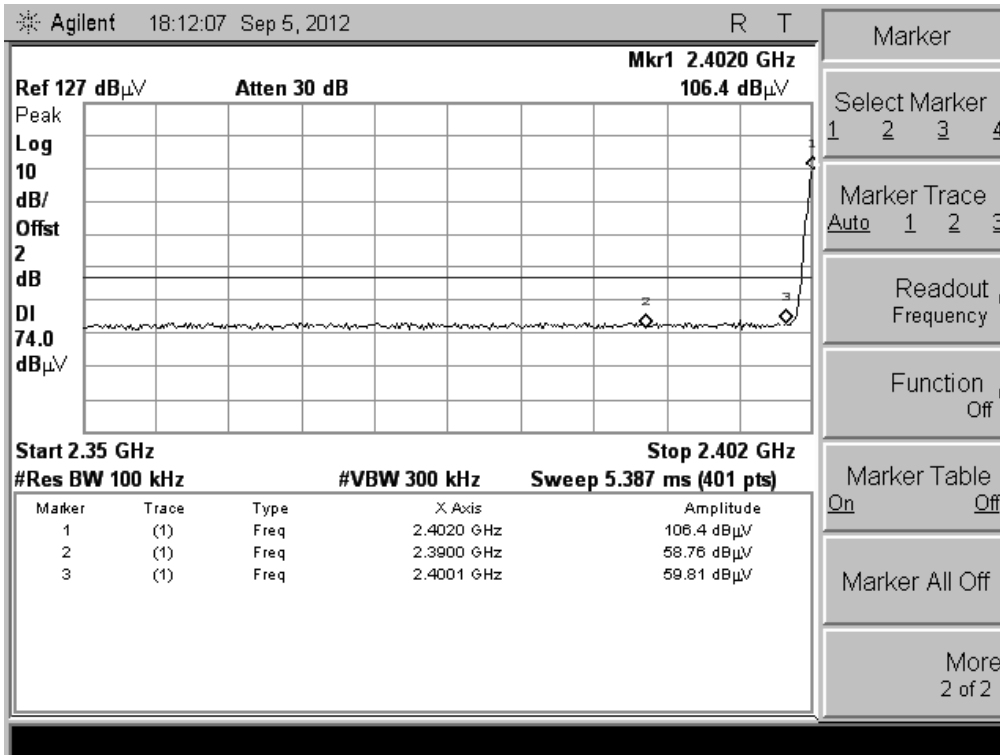 Agilent 18:12:07 Sep 5, 2012 R T
Mkr1 2.4020 GHz
Ref 127 dBµV Atten 30 dB 106.4 dBµV
Peak
Log
10
dB/
Offst
2
dB
DI
74.0
dBµV
1
2
3
Start 2.35 GHz Stop 2.402 GHz
#Res BW 100 kHz #VBW 300 kHz Sweep 5.387 ms (401 pts)
Marker Trace Type X Axis Amplitude
1 (1) Freq 2.4020 GHz 106.4 dBµV
2 (1) Freq 2.3900 GHz 58.76 dBµV
3 (1) Freq 2.4001 GHz 59.81 dBµV
Marker
Select Marker
1 2 3 4
Marker Trace
Auto 1 2 3
Readout
Frequency
Function
Off
Marker Table
On Off
Marker All Off
More
2 of 2